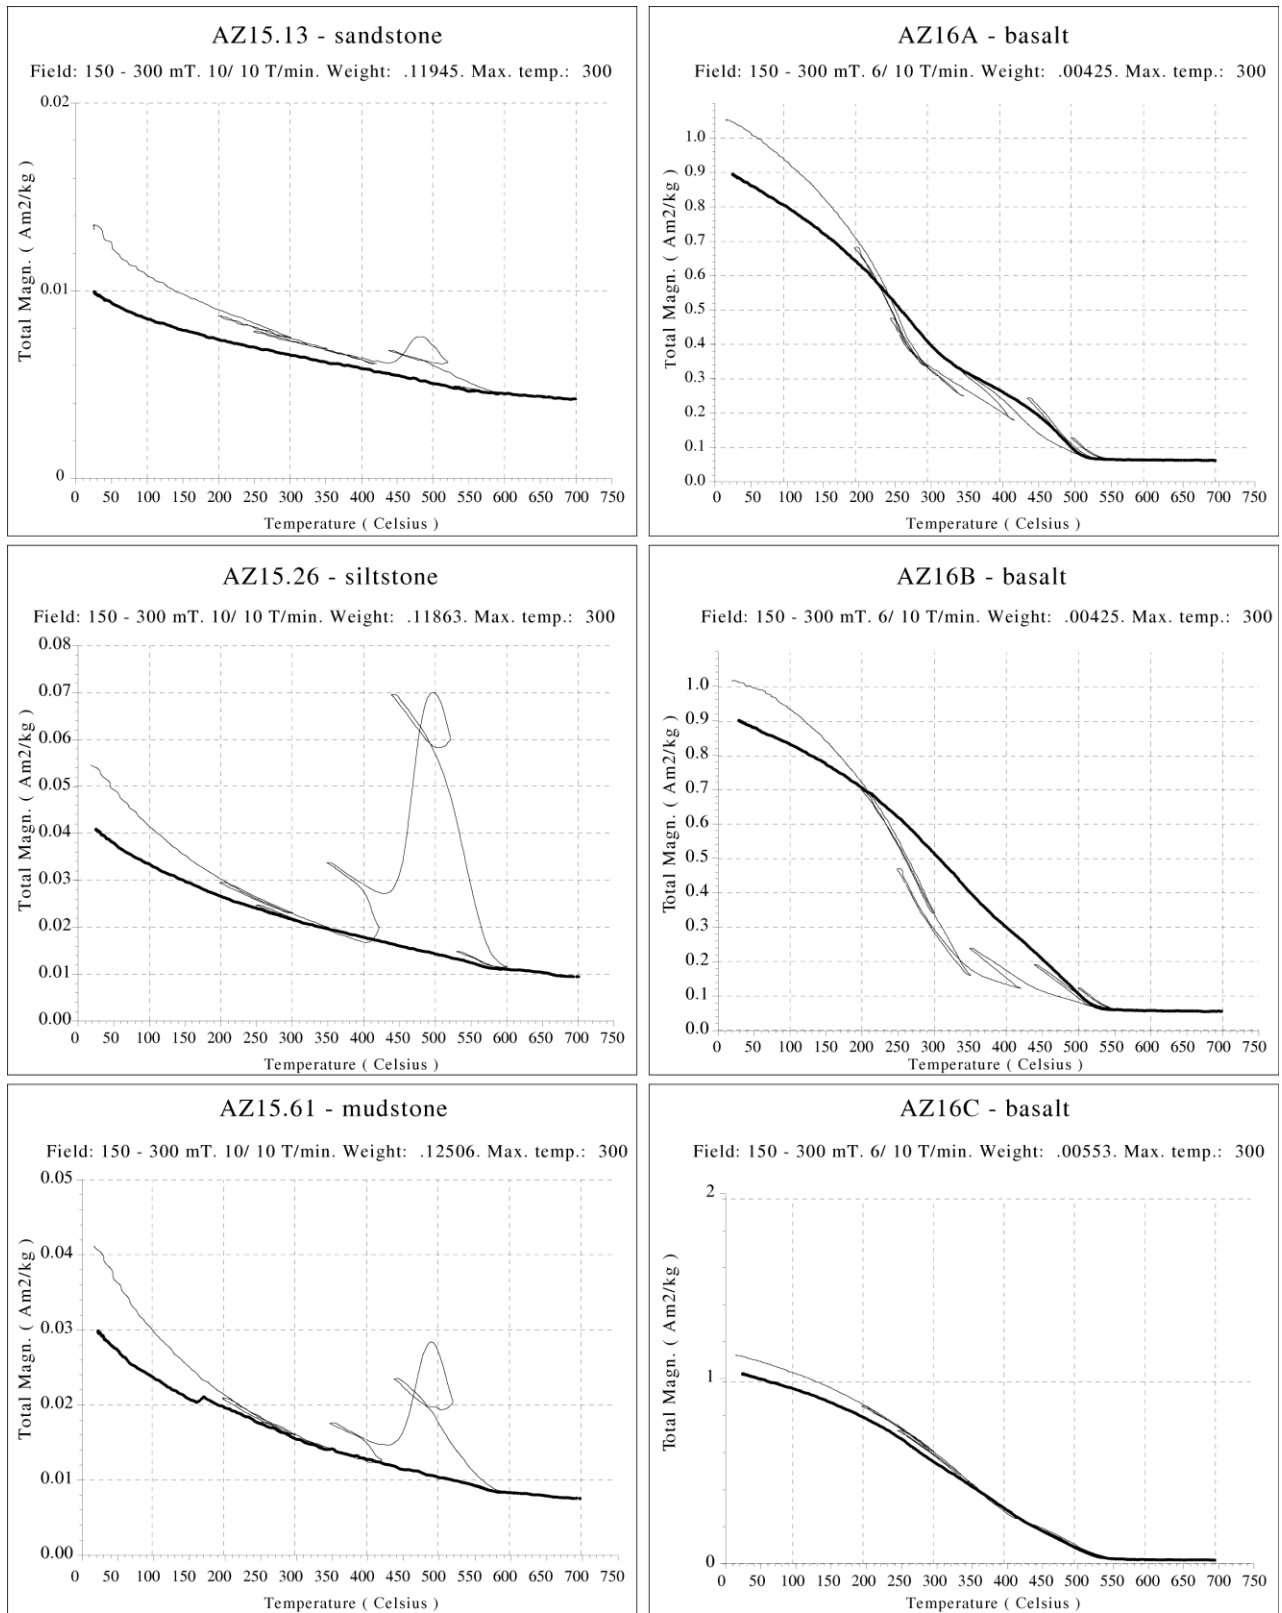 AZ15.13 - sandstone
Field: 150 - 300 mT. 10/ 10 T/min. Weight: .11945. Max. temp.: 300
Total Magn. ( Am2/kg )
0.02
0.01
0
0 50 100 150 200 250 300 350 400 450 500 550 600 650 700 750
Temperature ( Celsius )
AZ16A - basalt
Field: 150 - 300 mT. 6/ 10 T/min. Weight: .00425. Max. temp.: 300
Total Magn. ( Am2/kg )
1.0
0.9
0.8
0.7
0.6
0.5
0.4
0.3
0.2
0.1
0.0
0 50 100 150 200 250 300 350 400 450 500 550 600 650 700 750
Temperature ( Celsius )
AZ15.26 - siltstone
Field: 150 - 300 mT. 10/ 10 T/min. Weight: .11863. Max. temp.: 300
Total Magn. ( Am2/kg )
0.08
0.07
0.06
0.05
0.04
0.03
0.02
0.01
0.00
0 50 100 150 200 250 300 350 400 450 500 550 600 650 700 750
Temperature ( Celsius )
AZ16B - basalt
Field: 150 - 300 mT. 6/ 10 T/min. Weight: .00425. Max. temp.: 300
Total Magn. ( Am2/kg )
1.0
0.9
0.8
0.7
0.6
0.5
0.4
0.3
0.2
0.1
0.0
0 50 100 150 200 250 300 350 400 450 500 550 600 650 700 750
Temperature ( Celsius )
AZ15.61 - mudstone
Field: 150 - 300 mT. 10/ 10 T/min. Weight: .12506. Max. temp.: 300
Total Magn. ( Am2/kg )
0.05
0.04
0.03
0.02
0.01
0.00
0 50 100 150 200 250 300 350 400 450 500 550 600 650 700 750
Temperature ( Celsius )
AZ16C - basalt
Field: 150 - 300 mT. 6/ 10 T/min. Weight: .00553. Max. temp.: 300
Total Magn. ( Am2/kg )
2
1
0
0 50 100 150 200 250 300 350 400 450 500 550 600 650 700 750
Temperature ( Celsius )